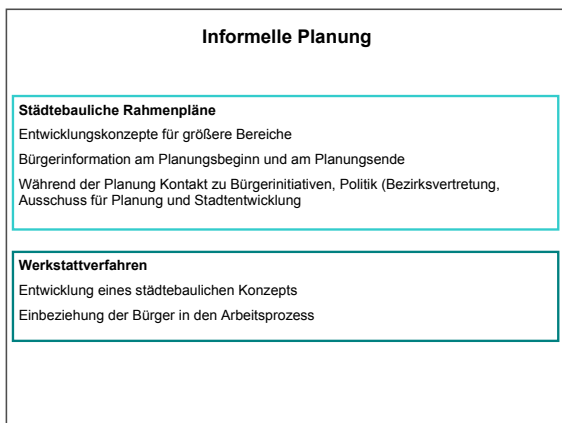 Informelle Planung
Städtebauliche Rahmenpläne
Entwicklungskonzepte für größere Bereiche
Bürgerinformation am Planungsbeginn und am Planungsende
Während der Planung Kontakt zu Bürgerinitiativen, Politik (Bezirksvertretung,
Ausschuss für Planung und Stadtentwicklung
Werkstattverfahren
Entwicklung eines städtebaulichen Konzepts
Einbeziehung der Bürger in den Arbeitsprozess